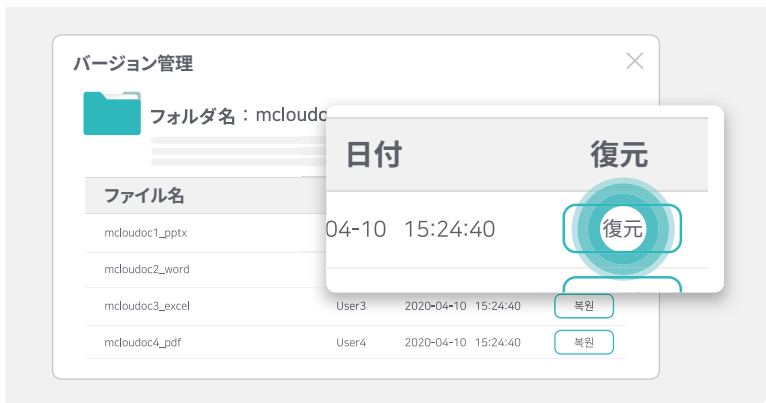 バージョン管理
フォルダ名：mcloudoc
日付 復元
ファイル名
04-10 15:24:40 復元
mcloudoc1_pptx
mcloudoc2_word
mcloudoc3_excel User3 2020-04-10 15:24:40 복원
mcloudoc4_pdf User4 2020-04-10 15:24:40 복원